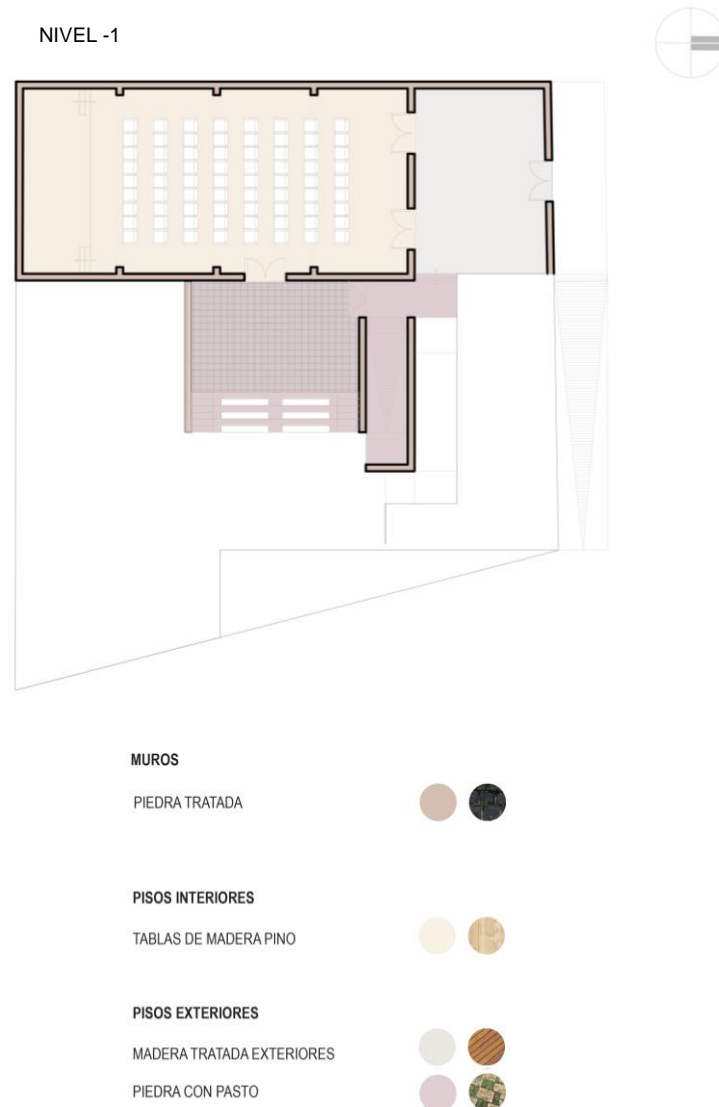 NIVEL -1
MUROS
PIEDRA TRATADA
PISOS INTERIORES
TABLAS DE MADERA PINO
PISOS EXTERIORES
MADERA TRATADA EXTERIORES
PIEDRA CON PASTO